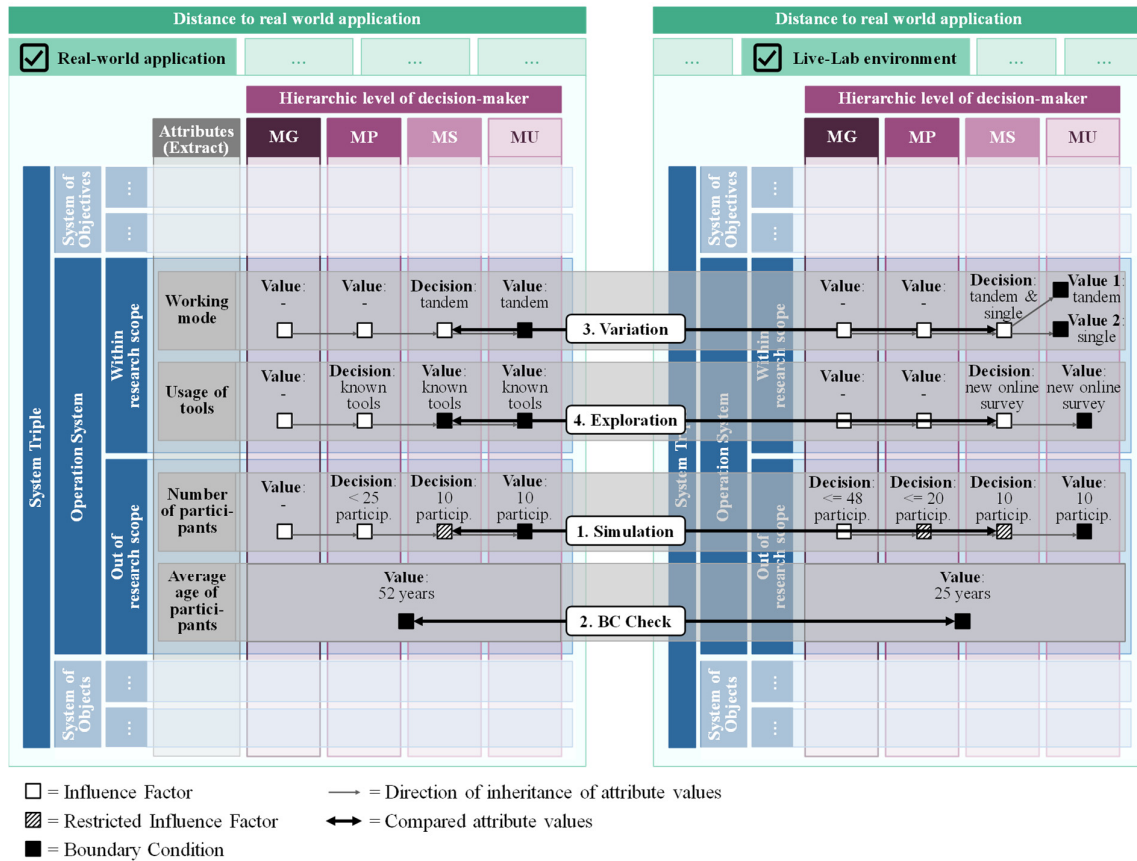 Distance to real world application
Real-world application
…
…
…
Hierarchic level of decision-maker
Attributes
(Extract)
MG
MP
MS
MU
System Triple
System of
Objectives
…
…
Operation System
Within
research scope
Working
mode
Value:
-
Value:
-
Decision:
tandem
Value:
tandem
Usage of
tools
Value:
-
Decision:
known
tools
Value:
known
tools
Value:
known
tools
Out of
research scope
Number
of partici-
pants
Value:
-
Decision:
< 25
particip.
Decision:
10
particip.
Value:
10
particip.
Average
age of
partici-
pants
Value:
52 years
System of
Objects
…
…
3. Variation
4. Exploration
1. Simulation
2. BC Check
Distance to real world application
…
Live-Lab environment
…
…
Hierarchic level of decision-maker
MG
MP
MS
MU
System Triple
System of
Objectives
…
…
Operation System
Within
research scope
Value:
-
Value:
-
Decision:
tandem &
single
Value 1:
tandem
Value 2:
single
Value:
-
Value:
-
Decision:
new online
survey
Value:
new online
survey
Out of
research scope
Decision:
<= 48
particip.
Decision:
<= 20
particip.
Decision:
10
particip.
Value:
10
particip.
Value:
25 years
System of
Objects
…
…
= Influence Factor
= Restricted Influence Factor
= Boundary Condition
= Direction of inheritance of attribute values
= Compared attribute values